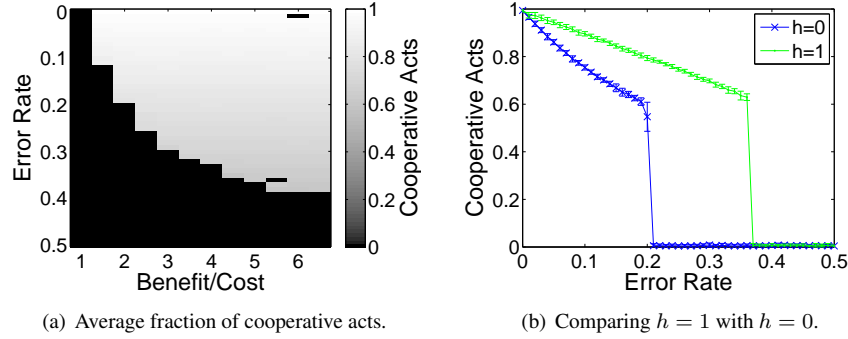 0
0.1
0.2
0.3
0.4
0.5
Error Rate
1 2 3 4 5 6
Benefit/Cost
1
0.8
0.6
0.4
0.2
0
Cooperative Acts
(a) Average fraction of cooperative acts.
1
0.8
0.6
0.4
0.2
0
Cooperative Acts
h=0
h=1
0 0.1 0.2 0.3 0.4 0.5
Error Rate
(b) Comparing h = 1 with h = 0.